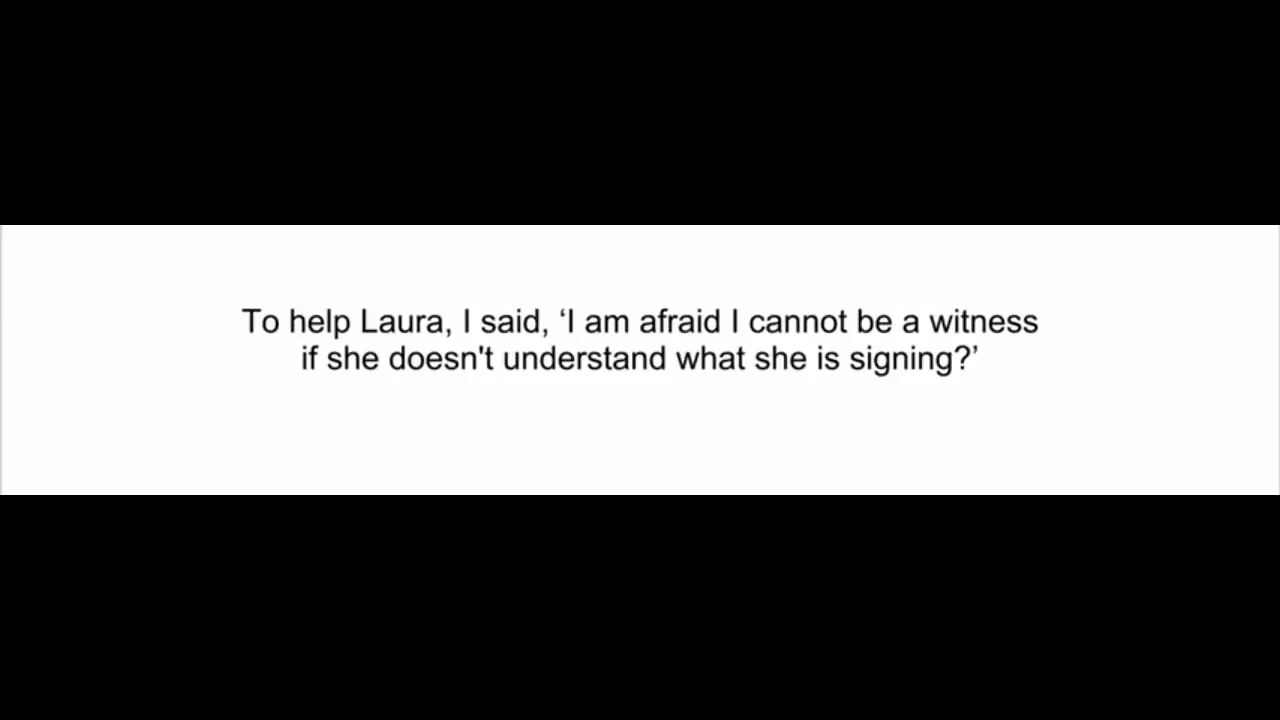 To help Laura, I said, ‘I am afraid I cannot be a witness
if she doesn't understand what she is signing?’